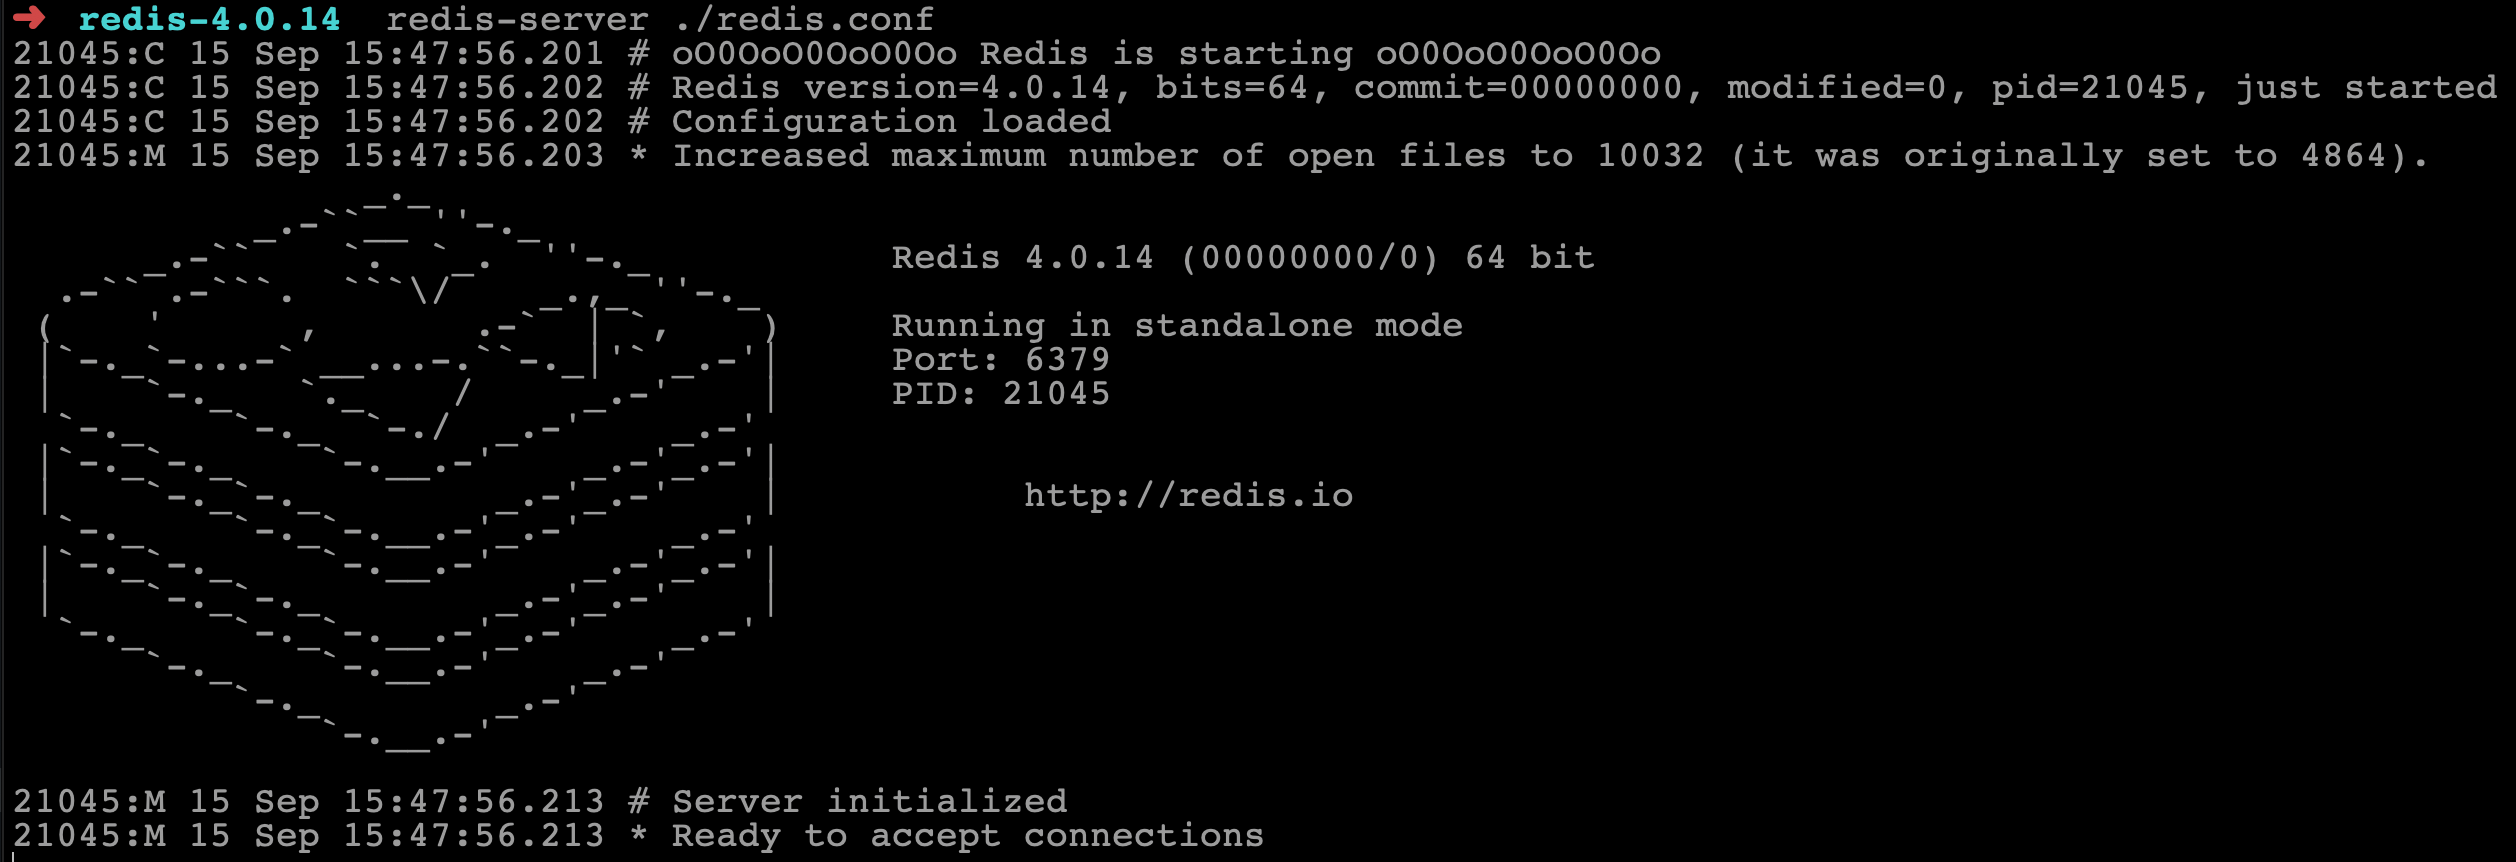 ➜  redis-4.0.14  redis-server ./redis.conf
21045:C 15 Sep 15:47:56.201 # oO0OoO0OoO0Oo Redis is starting oO0OoO0OoO0Oo
21045:C 15 Sep 15:47:56.202 # Redis version=4.0.14, bits=64, commit=00000000, modified=0, pid=21045, just started
21045:C 15 Sep 15:47:56.202 # Configuration loaded
21045:M 15 Sep 15:47:56.203 * Increased maximum number of open files to 10032 (it was originally set to 4864).
Redis 4.0.14 (00000000/0) 64 bit
Running in standalone mode
Port: 6379
PID: 21045
http://redis.io
21045:M 15 Sep 15:47:56.213 # Server initialized
21045:M 15 Sep 15:47:56.213 * Ready to accept connections